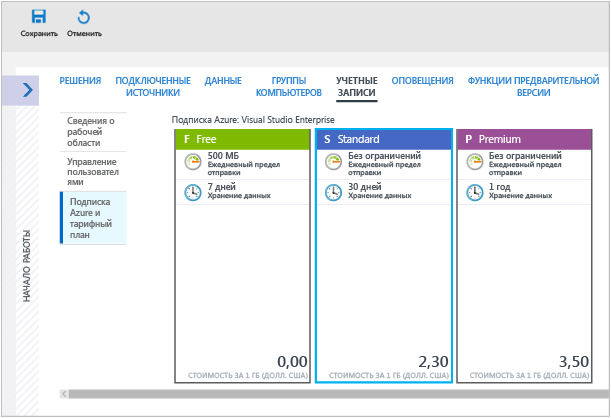 Сохранить Отменить
РЕШЕНИЯ ПОДКЛЮЧЕННЫЕ ДАННЫЕ ГРУППЫ УЧЕТНЫЕ ОПОВЕЩЕНИЯ ФУНКЦИИ ПРЕДВАРИТЕЛЬНОЙ
ИСТОЧНИКИ КОМПЬЮТЕРОВ ЗАПИСИ ВЕРСИИ
НАЧАЛО РАБОТЫ
Сведения о
рабочей
области
Управление
пользовател
ями
Подписка
Azure и
тарифный
план
Подписка Azure: Visual Studio Enterprise
F Free
500 МБ
Ежедневный предел
отправки
7 дней
Хранение данных
0,00
СТОИМОСТЬ ЗА 1 ГБ (ДОЛЛ. США)
S Standard
Без ограничений
Ежедневный предел
отправки
30 дней
Хранение данных
2,30
СТОИМОСТЬ ЗА 1 ГБ (ДОЛЛ. США)
P Premium
Без ограничений
Ежедневный предел
отправки
1 год
Хранение данных
3,50
СТОИМОСТЬ ЗА 1 ГБ (ДОЛЛ. США)